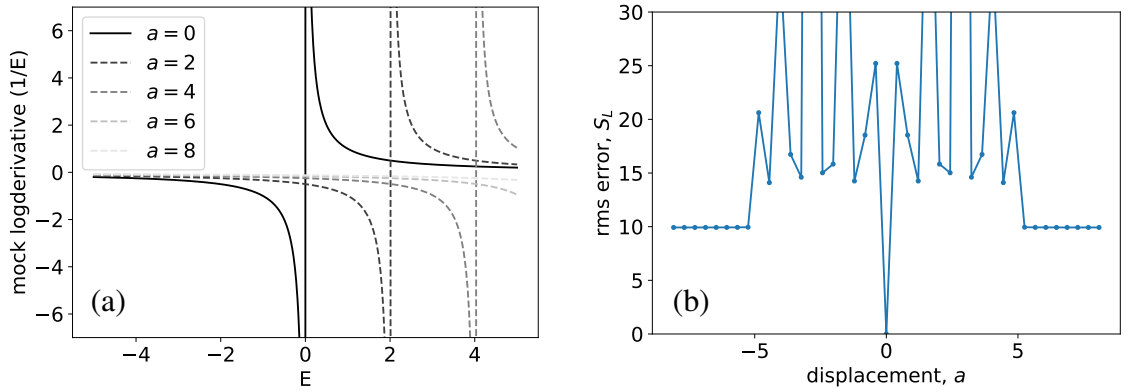 6
4
2
0
−2
−4
−6
mock logderivative (1/E)
a = 0
a = 2
a = 4
a = 6
a = 8
(a)
−4
−2
0
2
4
E
30
25
20
15
10
5
0
rms error, S_L
(b)
−5
0
5
displacement, a